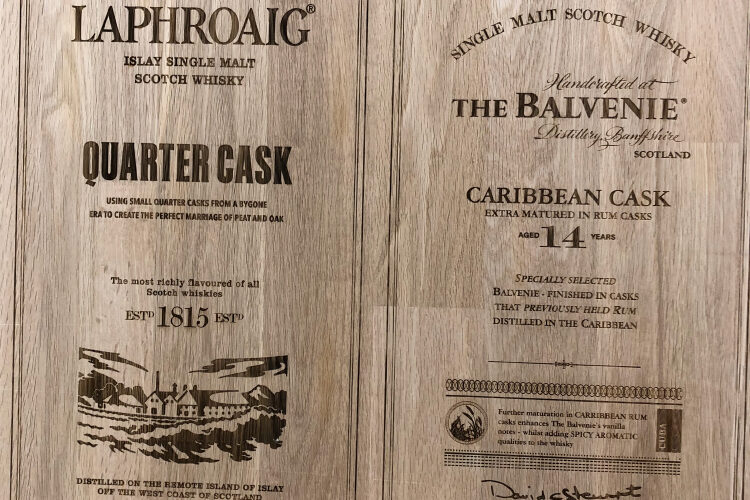 LAPHROAIG®
ISLAY SINGLE MALT
SCOTCH WHISKY
QUARTER CASK
USING SMALL QUARTER CASKS FROM A BYGONE
ERA TO CREATE THE PERFECT MARRIAGE OF PEAT AND OAK
The most richly flavoured of all
Scotch whiskies
ESTD 1815 ESTD
DISTILLED ON THE REMOTE ISLAND OF ISLAY
OFF THE WEST COAST OF SCOTLAND
SINGLE MALT SCOTCH WHISKY
Handcrafted at
THE BALVENIE®
Distillery, Banffshire
SCOTLAND
CARIBBEAN CASK
EXTRA MATURED IN RUM CASKS
AGED 14 YEARS
SPECIALLY SELECTED
BALVENIE - FINISHED IN CASKS
THAT PREVIOUSLY HELD RUM
DISTILLED IN THE CARIBBEAN
Further maturation in CARRIBBEAN RUM
casks enhances The Balvenie's vanilla
notes - whilst adding SPICY AROMATIC
qualities to the whisky
CUBA
David C Stewart